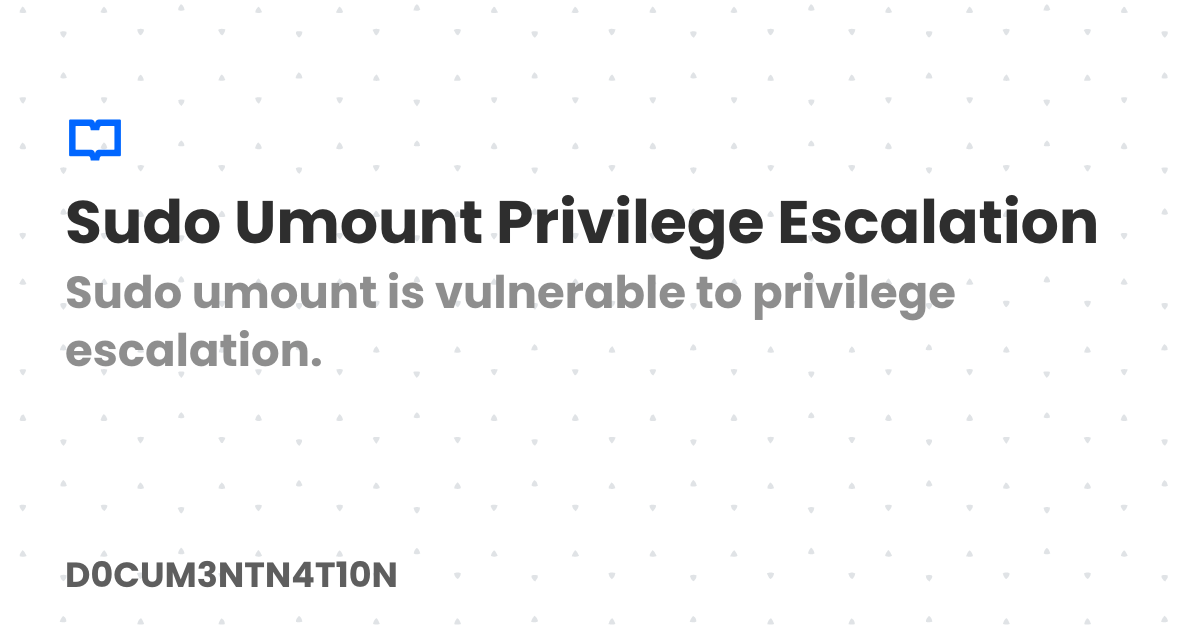 Sudo Umount Privilege Escalation
Sudo umount is vulnerable to privilege
escalation.
D0CUM3NTN4T10N